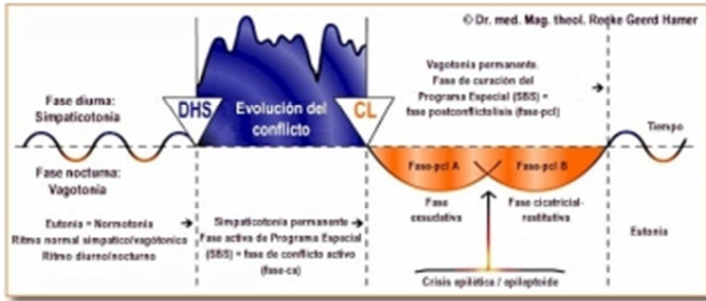 © Dr. med. Mag. theol. Ryke Geerd Hamer
Vagotonía permanente.
Fase de curación del
Programa Especial (SBS) =
fase postconflictolisis (fase-pcl)
Fase diurna:
Simpaticotonía
DHS
Evolución del
conflicto
CL
Tiempo
Fase nocturna:
Vagotonía
Fase-pcl A
Fase-pcl B
Fase
exsudativa
Fase cicatricial-
restitutiva
Eutonía = Normotonía
Ritmo normal simpático/vagótonico
Ritmo diurno/nocturno
Simpaticotonía permanente
Fase activa de Programa Especial
(SBS) = fase de conflicto activo
(fase-ca)
Eutonía
Crisis epiléptica / epileptoide